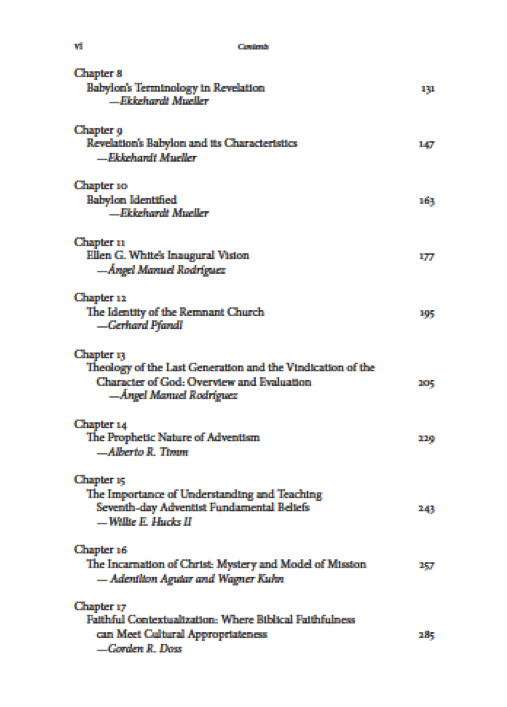 vi Contents
Chapter 8
Babylon's Terminology in Revelation 131
—Ekkehardt Mueller
Chapter 9
Revelation's Babylon and its Characteristics 147
—Ekkehardt Mueller
Chapter 10
Babylon Identified 163
—Ekkehardt Mueller
Chapter 11
Ellen G. White's Inaugural Vision 177
—Ángel Manuel Rodríguez
Chapter 12
The Identity of the Remnant Church 195
—Gerhard Pfandl
Chapter 13
Theology of the Last Generation and the Vindication of the
Character of God: Overview and Evaluation 205
—Ángel Manuel Rodríguez
Chapter 14
The Prophetic Nature of Adventism 229
—Alberto R. Timm
Chapter 15
The Importance of Understanding and Teaching
Seventh-day Adventist Fundamental Beliefs 243
—Willie E. Hucks II
Chapter 16
The Incarnation of Christ: Mystery and Model of Mission 257
— Adenilton Aguiar and Wagner Kuhn
Chapter 17
Faithful Contextualization: Where Biblical Faithfulness
can Meet Cultural Appropriateness 285
—Gorden R. Doss